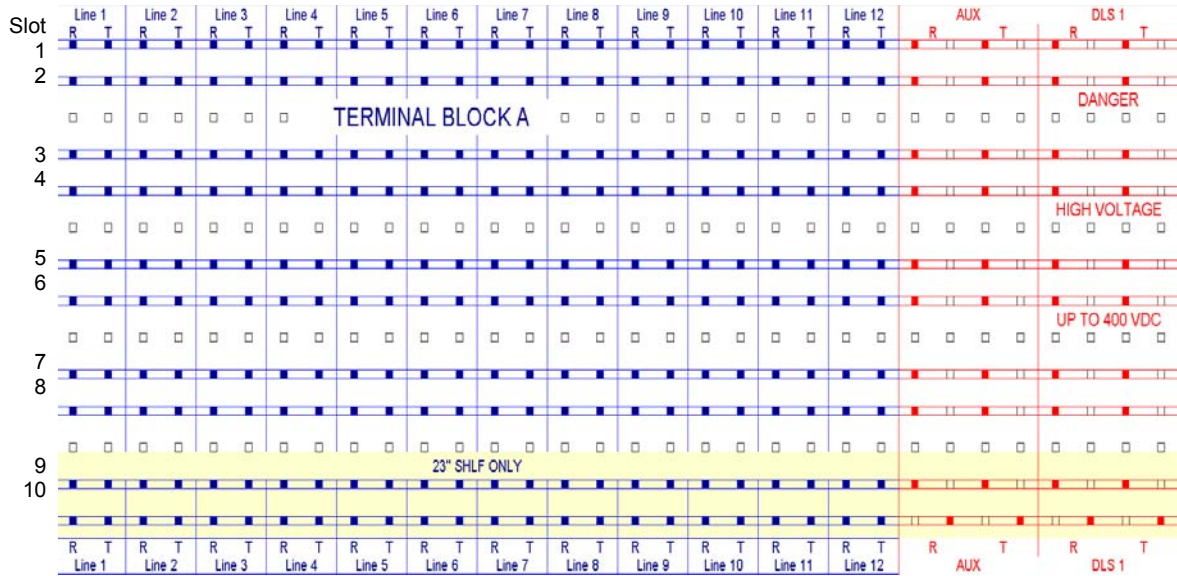 Line 1 Line 2 Line 3 Line 4 Line 5 Line 6 Line 7 Line 8 Line 9 Line 10 Line 11 Line 12 AUX DLS 1
Slot R T R T R T R T R T R T R T R T R T R T R T R T R T R T
1
2
DANGER
TERMINAL BLOCK A
3
4
HIGH VOLTAGE
5
6
UP TO 400 VDC
7
8
9 23" SHLF ONLY
10
R T R T R T R T R T R T R T R T R T R T R T R T R T R T
Line 1 Line 2 Line 3 Line 4 Line 5 Line 6 Line 7 Line 8 Line 9 Line 10 Line 11 Line 12 AUX DLS 1